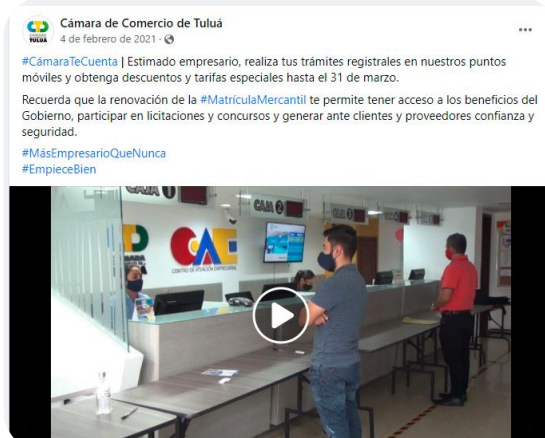 Cámara de Comercio de Tuluá
4 de febrero de 2021 ·
#CámaraTeCuenta | Estimado empresario, realiza tus trámites registrales en nuestros puntos
móviles y obtenga descuentos y tarifas especiales hasta el 31 de marzo.
Recuerda que la renovación de la #MatrículaMercantil te permite tener acceso a los beneficios del
Gobierno, participar en licitaciones y concursos y generar ante clientes y proveedores confianza y
seguridad.
#MásEmpresarioQueNunca
#EmpieceBien
CAJA 1
CAJA 2
CAE
CENTRO DE ATENCIÓN EMPRESARIAL